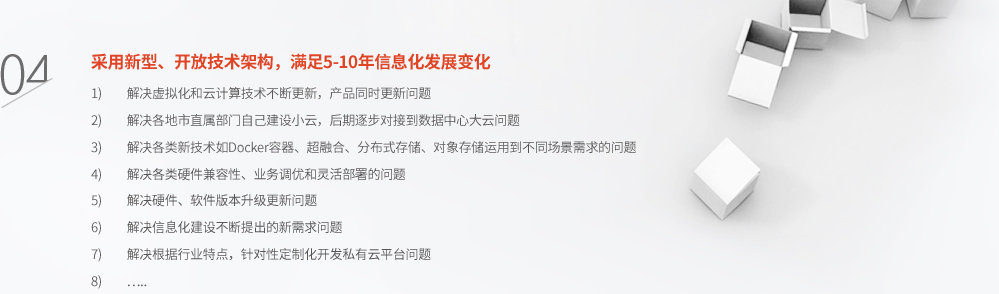 04
采用新型、开放技术架构，满足5-10年信息化发展变化
1) 解决虚拟化和云计算技术不断更新，产品同时更新问题
2) 解决各地市直属部门自己建设小云，后期逐步对接到数据中心大云问题
3) 解决各类新技术如Docker容器、超融合、分布式存储、对象存储运用到不同场景需求的问题
4) 解决各类硬件兼容性、业务调优和灵活部署的问题
5) 解决硬件、软件版本升级更新问题
6) 解决信息化建设不断提出的新需求问题
7) 解决根据行业特点，针对性定制化开发私有云平台问题
8) …..